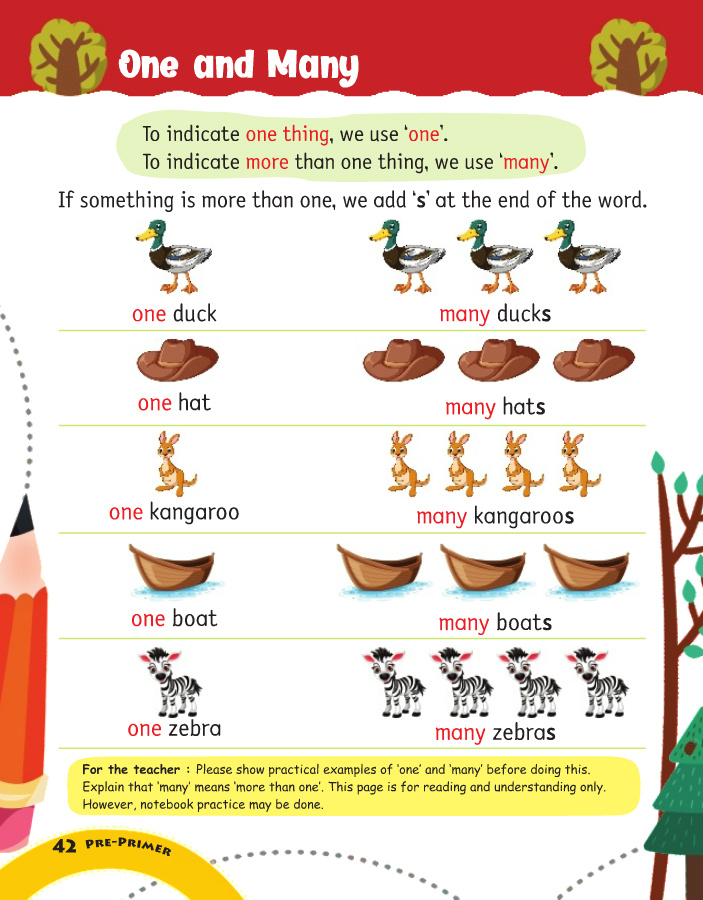 One and Many
To indicate one thing, we use ‘one’.
To indicate more than one thing, we use ‘many’.
If something is more than one, we add ‘s’ at the end of the word.
one duck
many ducks
one hat
many hats
one kangaroo
many kangaroos
one boat
many boats
one zebra
many zebras
For the teacher : Please show practical examples of ‘one’ and ‘many’ before doing this.
Explain that ‘many’ means ‘more than one’. This page is for reading and understanding only.
However, notebook practice may be done.
42 PRE-PRIMER